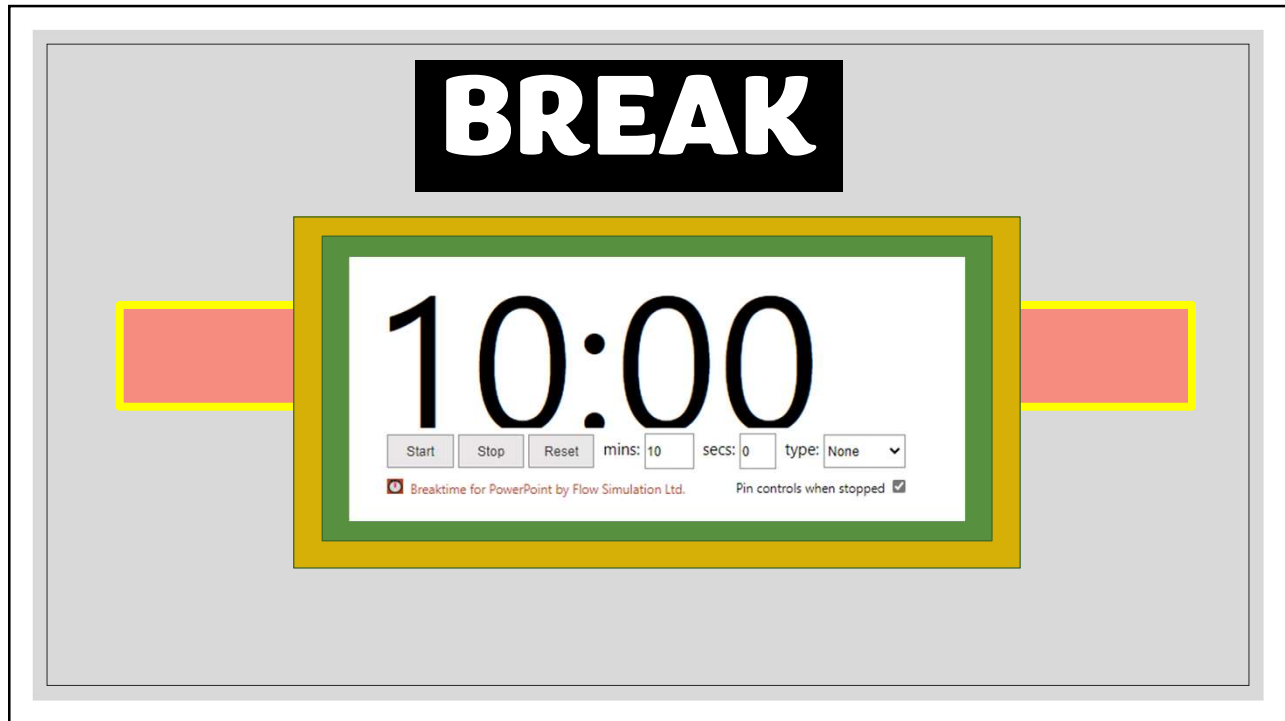 BREAK
10:00
Start Stop Reset mins: 10 secs: 0 type: None
Breaktime for PowerPoint by Flow Simulation Ltd. Pin controls when stopped